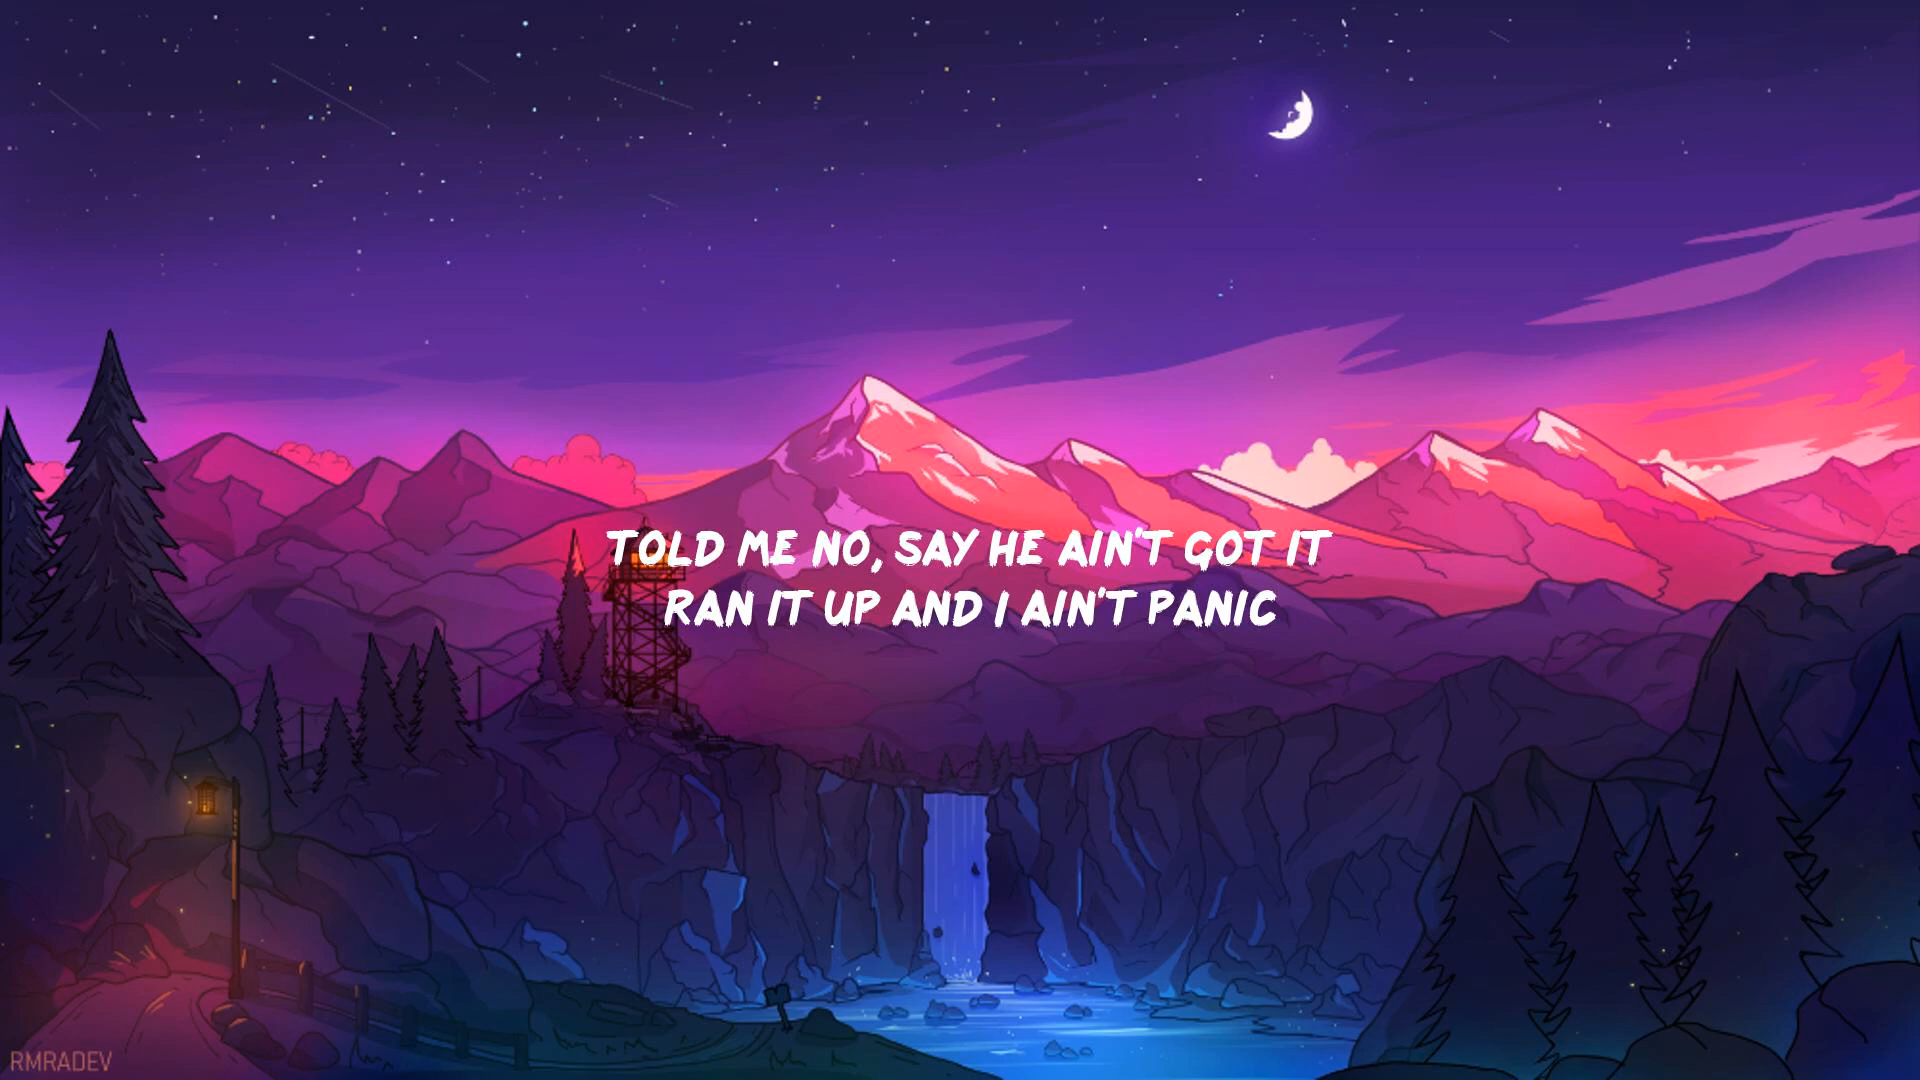 TOLD ME NO, SAY HE AIN'T GOT IT
RAN IT UP AND I AIN'T PANIC
RMRADEV